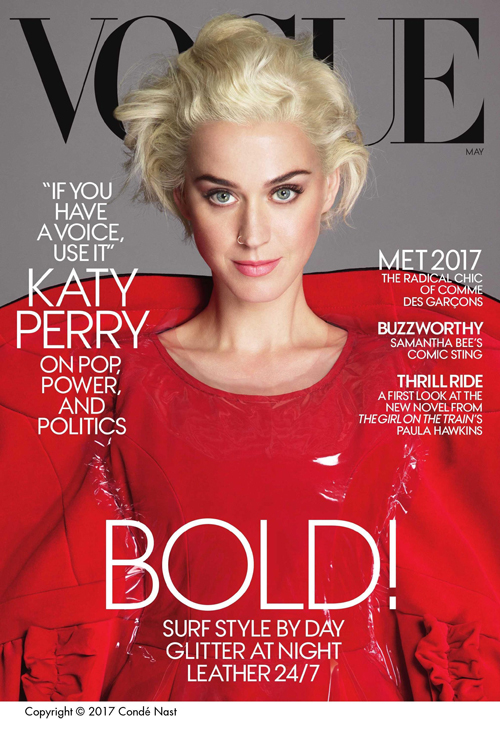 VOGUE
MAY
"IF YOU
HAVE
A VOICE,
USE IT"
KATY
PERRY
ON POP,
POWER,
AND
POLITICS
MET 2017
THE RADICAL CHIC
OF COMME
DES GARÇONS
BUZZWORTHY
SAMANTHA BEE'S
COMIC STING
THRILL RIDE
A FIRST LOOK AT THE
NEW NOVEL FROM
THE GIRL ON THE TRAIN'S
PAULA HAWKINS
BOLD!
SURF STYLE BY DAY
GLITTER AT NIGHT
LEATHER 24/7
Copyright © 2017 Condé Nast